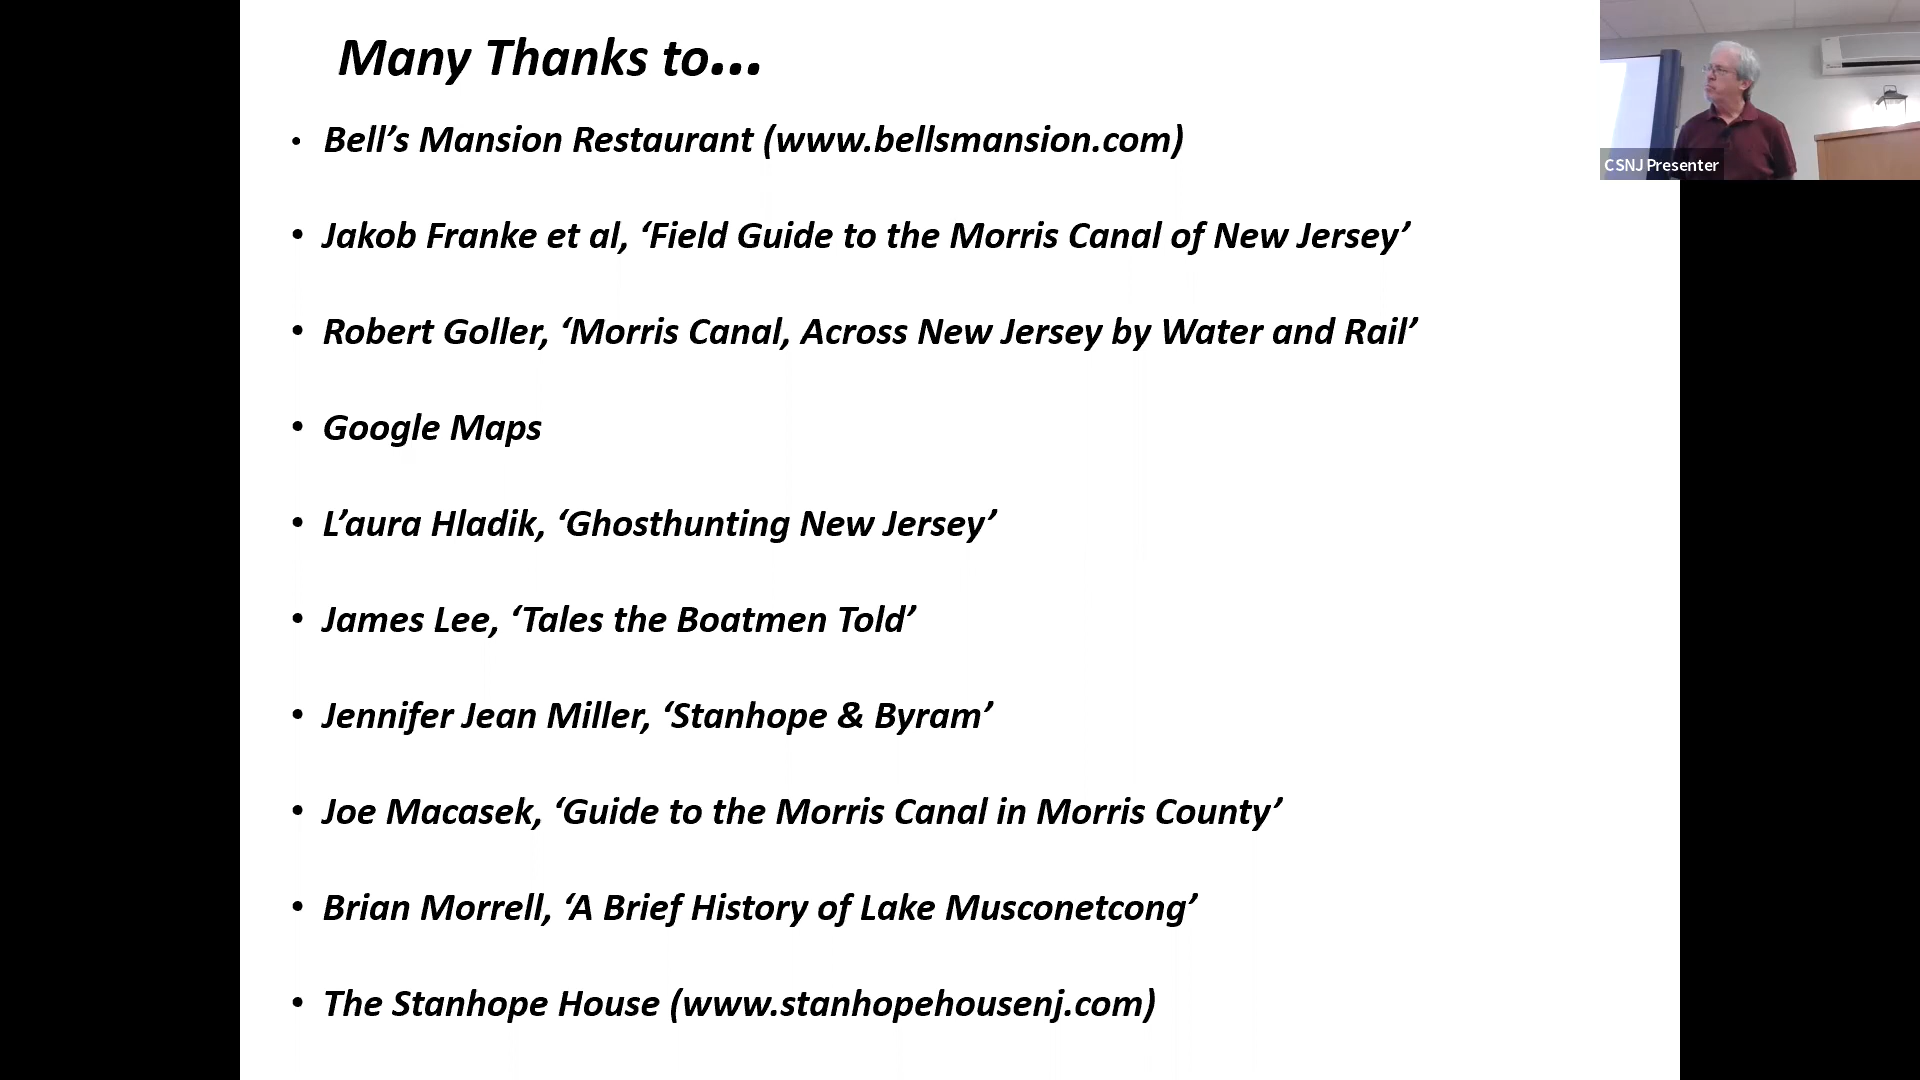 Many Thanks to...
• Bell’s Mansion Restaurant (www.bellsmansion.com)
• Jakob Franke et al, ‘Field Guide to the Morris Canal of New Jersey’
• Robert Goller, ‘Morris Canal, Across New Jersey by Water and Rail’
• Google Maps
• L’aura Hladik, ‘Ghosthunting New Jersey’
• James Lee, ‘Tales the Boatmen Told’
• Jennifer Jean Miller, ‘Stanhope & Byram’
• Joe Macasek, ‘Guide to the Morris Canal in Morris County’
• Brian Morrell, ‘A Brief History of Lake Musconetcong’
• The Stanhope House (www.stanhopehousenj.com)
CSNJ Presenter